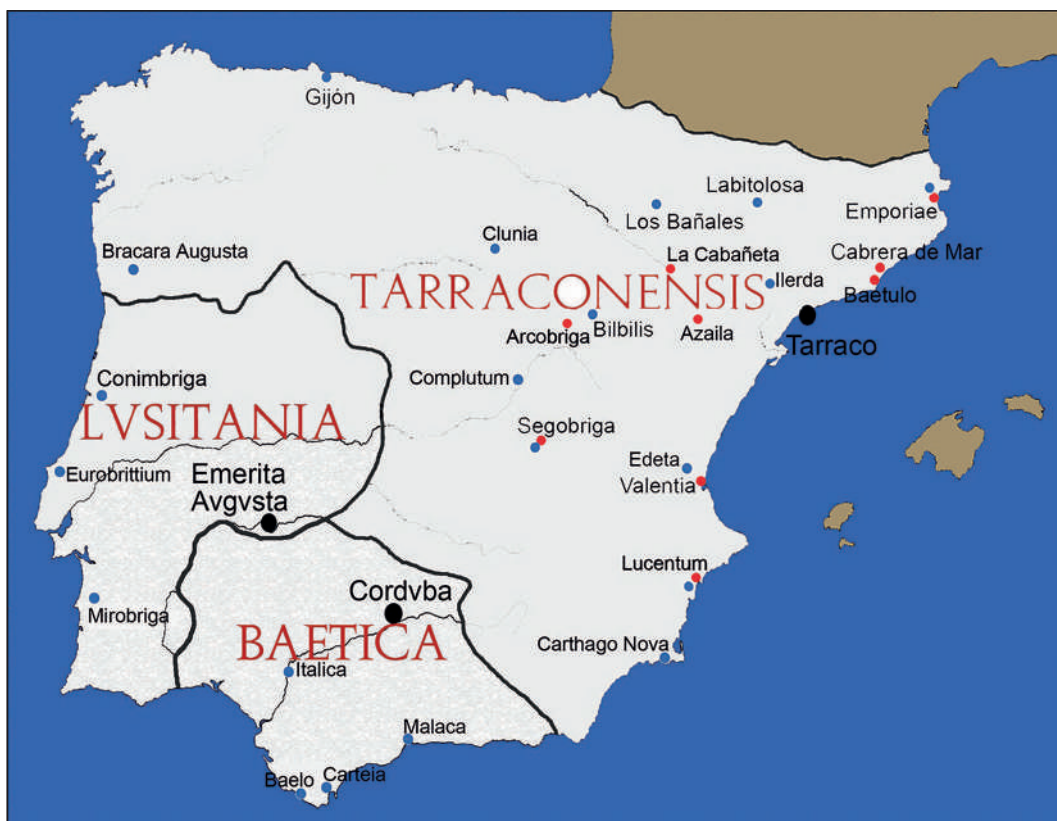 Gijón
Labitolosa
Los Bañales
Emporiae
Clunia
Bracara Augusta
La Cabañeta
Cabrera de Mar
Ilerda
TARRACONENSIS
Baetulo
Arcobriga
Bilbilis
Azaila
Tarraco
Complutum
Conimbriga
LVSITANIA
Segobriga
Edeta
Eurobrittium
Valentia
Emerita
Avgvsta
Lucentum
Cordvba
Mirobriga
BAETICA
Carthago Nova
Italica
Malaca
Baelo
Carteia